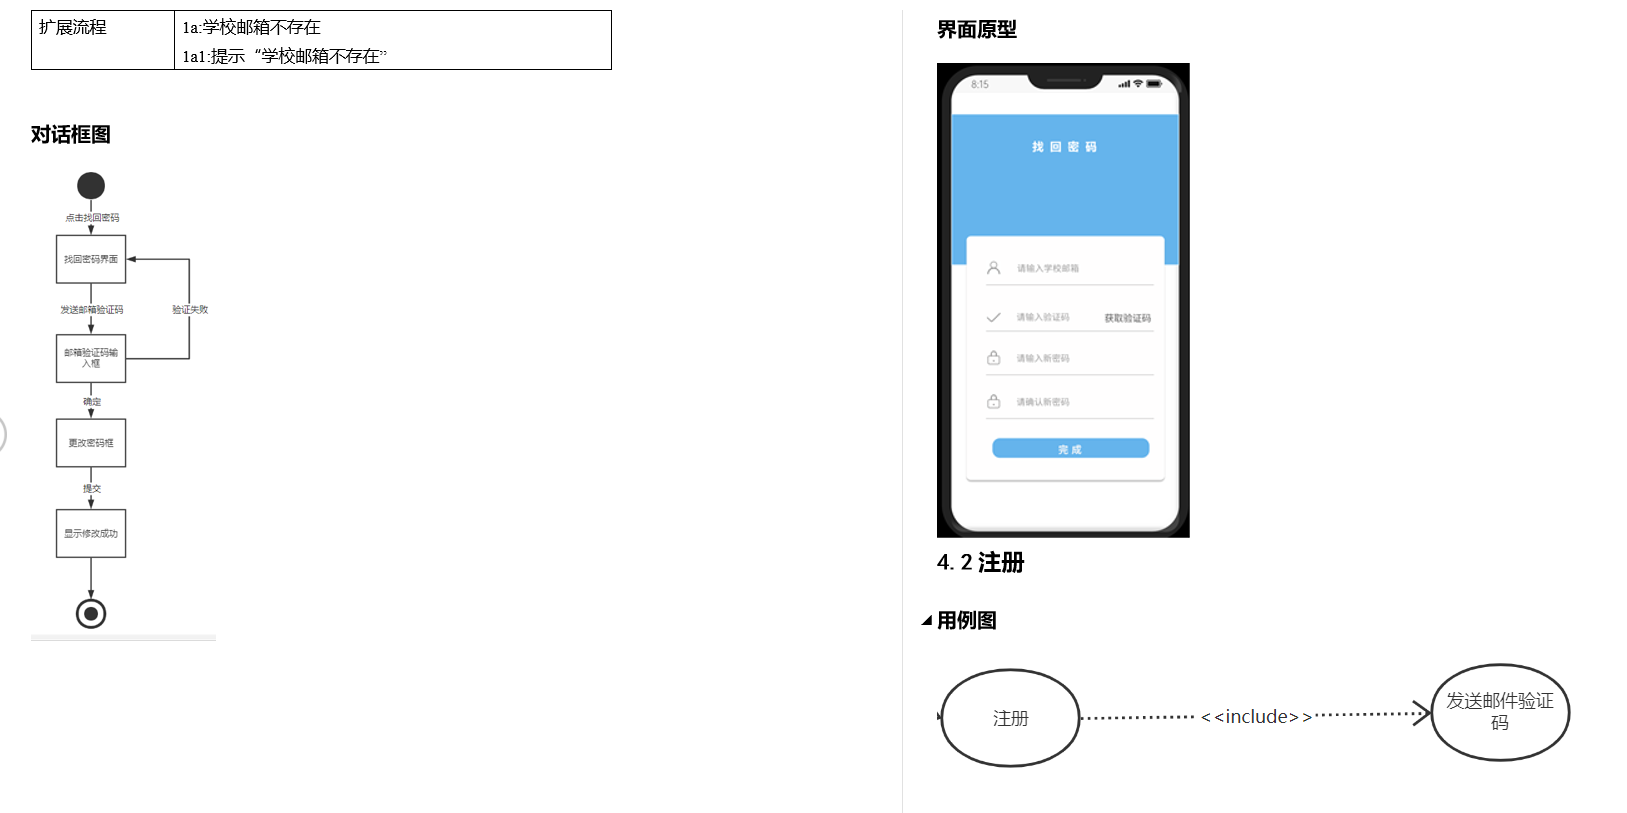 扩展流程
1a:学校邮箱不存在
1a1:提示“学校邮箱不存在”
对话框图
点击找回密码
找回密码界面
发送邮箱验证码
验证失败
邮箱验证码输
入框
确定
更改密码框
提交
显示修改成功
界面原型
8:15
找回密码
请输入学校邮箱
请输入验证码 获取验证码
请输入新密码
请确认新密码
完成
4.2 注册
用例图
注册
<<include>>
发送邮件验证
码